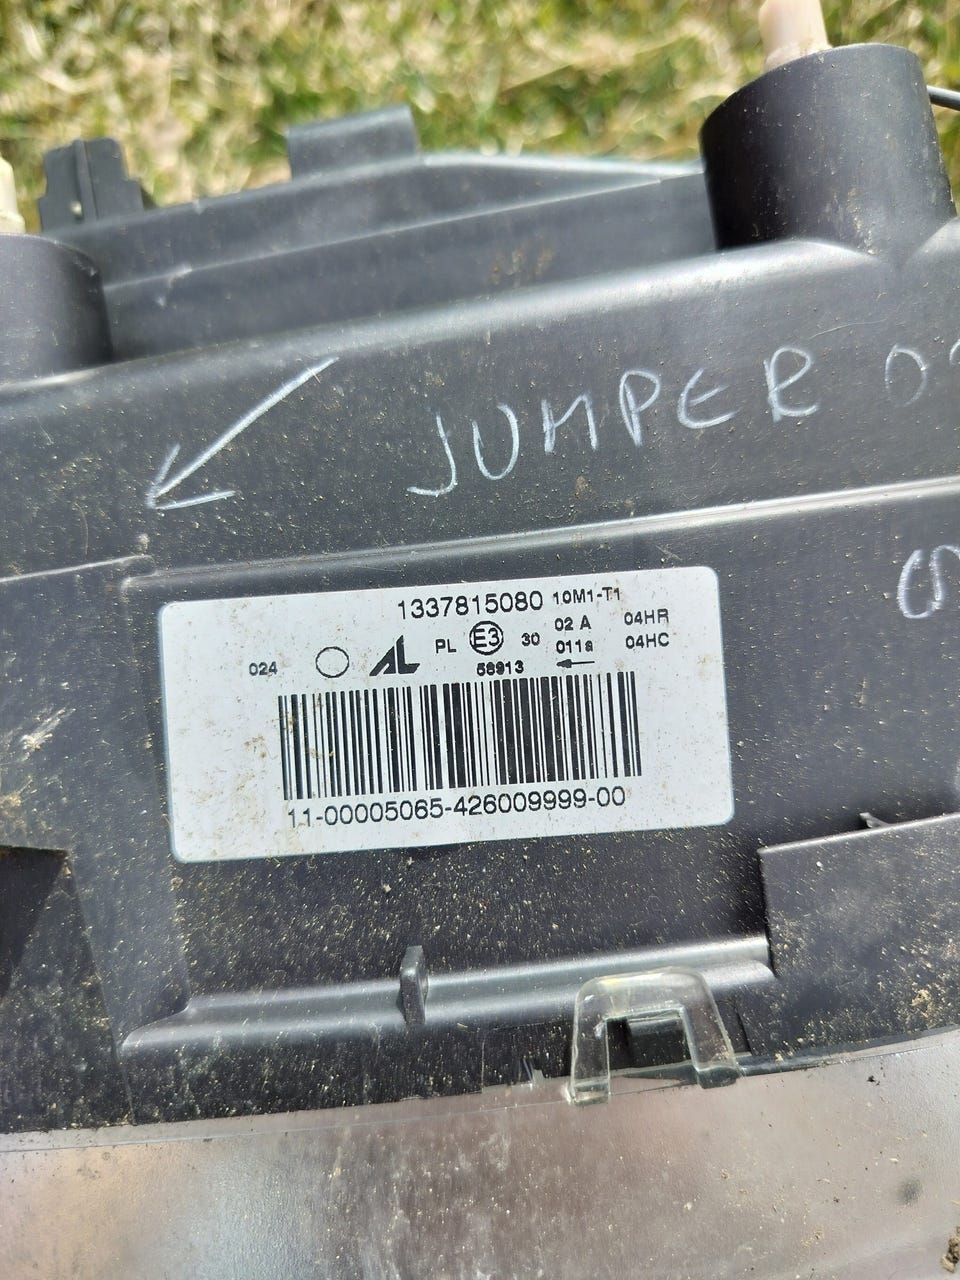 JUMPER
1337815080 10M1-T1
024 AL PL E3 30 02 A 04HR
58913 011a 04HC
11-00005065-426009999-00